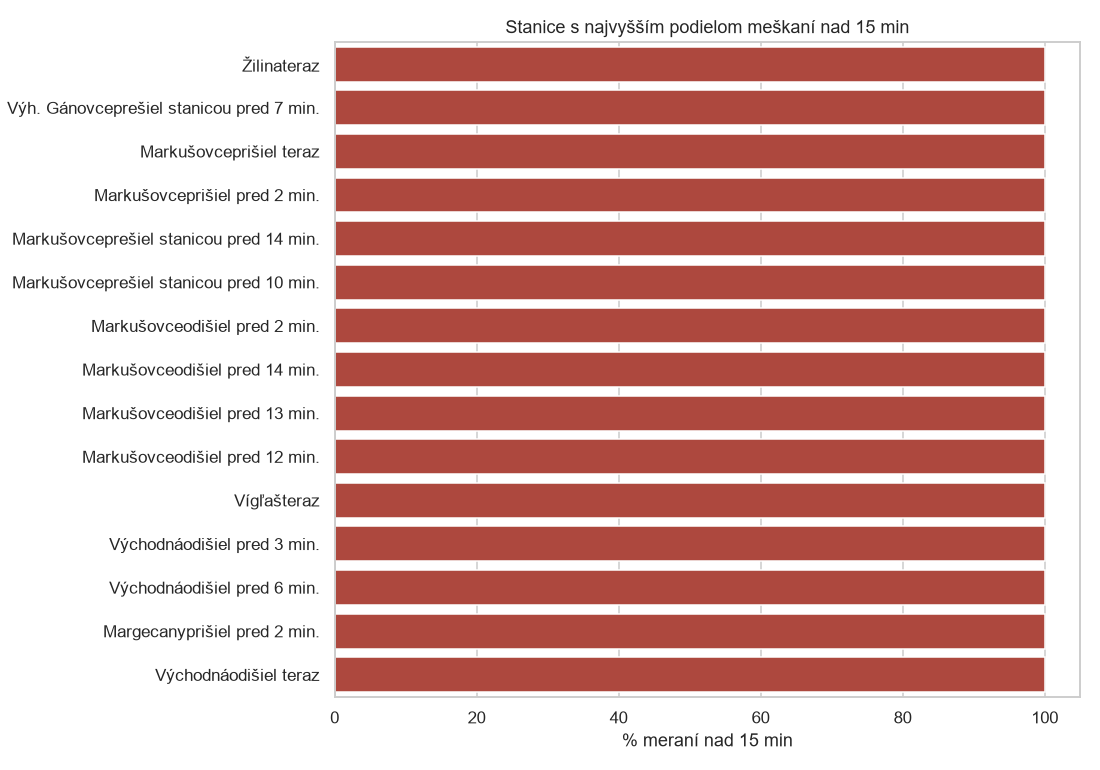 Stanice s najvyšším podielom meškaní nad 15 min
Žilinateraz
Výh. Gánovceprešiel stanicou pred 7 min.
Markušovceprišiel teraz
Markušovceprišiel pred 2 min.
Markušovceprešiel stanicou pred 14 min.
Markušovceprešiel stanicou pred 10 min.
Markušovceodišiel pred 2 min.
Markušovceodišiel pred 14 min.
Markušovceodišiel pred 13 min.
Markušovceodišiel pred 12 min.
Vígľašteraz
Východnáodišiel pred 3 min.
Východnáodišiel pred 6 min.
Margecanyprišiel pred 2 min.
Východnáodišiel teraz
0 20 40 60 80 100
% meraní nad 15 min